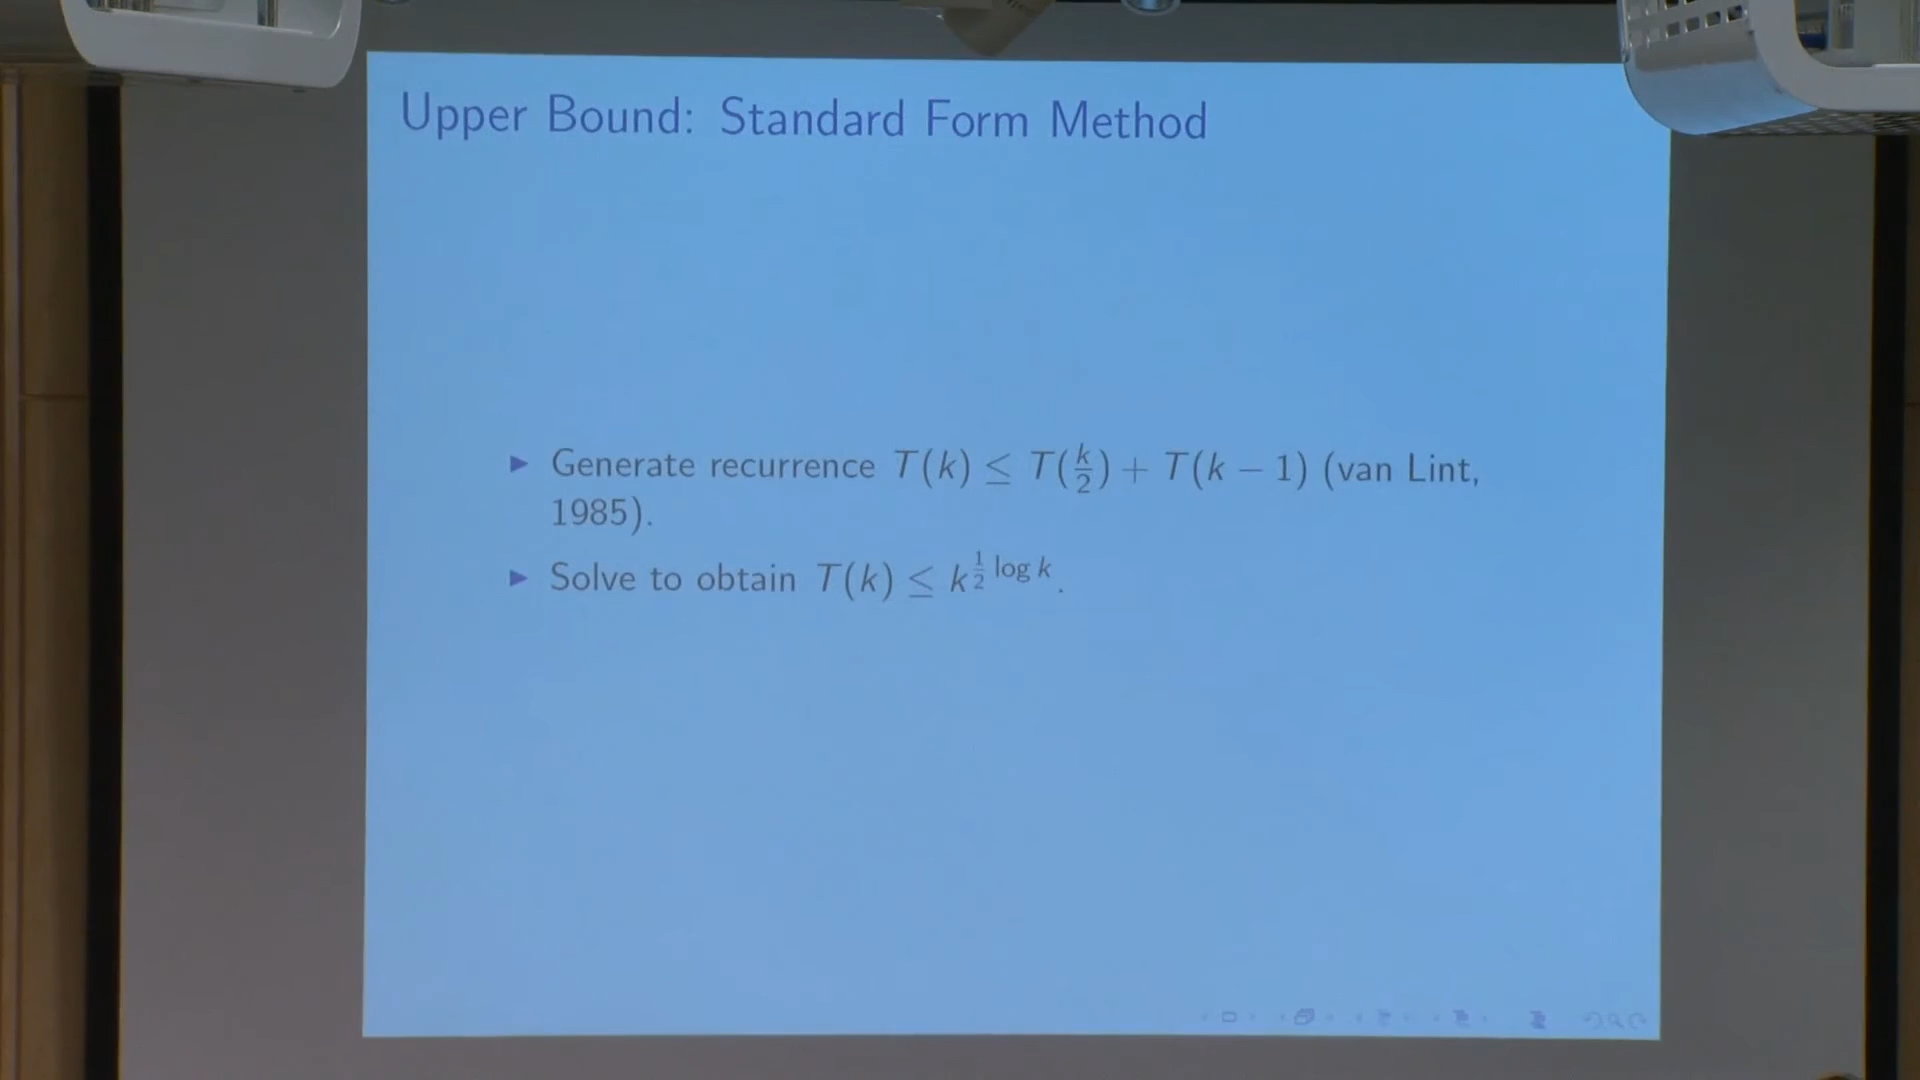 Upper Bound: Standard Form Method
▶ Generate recurrence T(k) ≤ T(k/2) + T(k − 1) (van Lint,
1985).
▶ Solve to obtain T(k) ≤ k^{1/2 log k}.